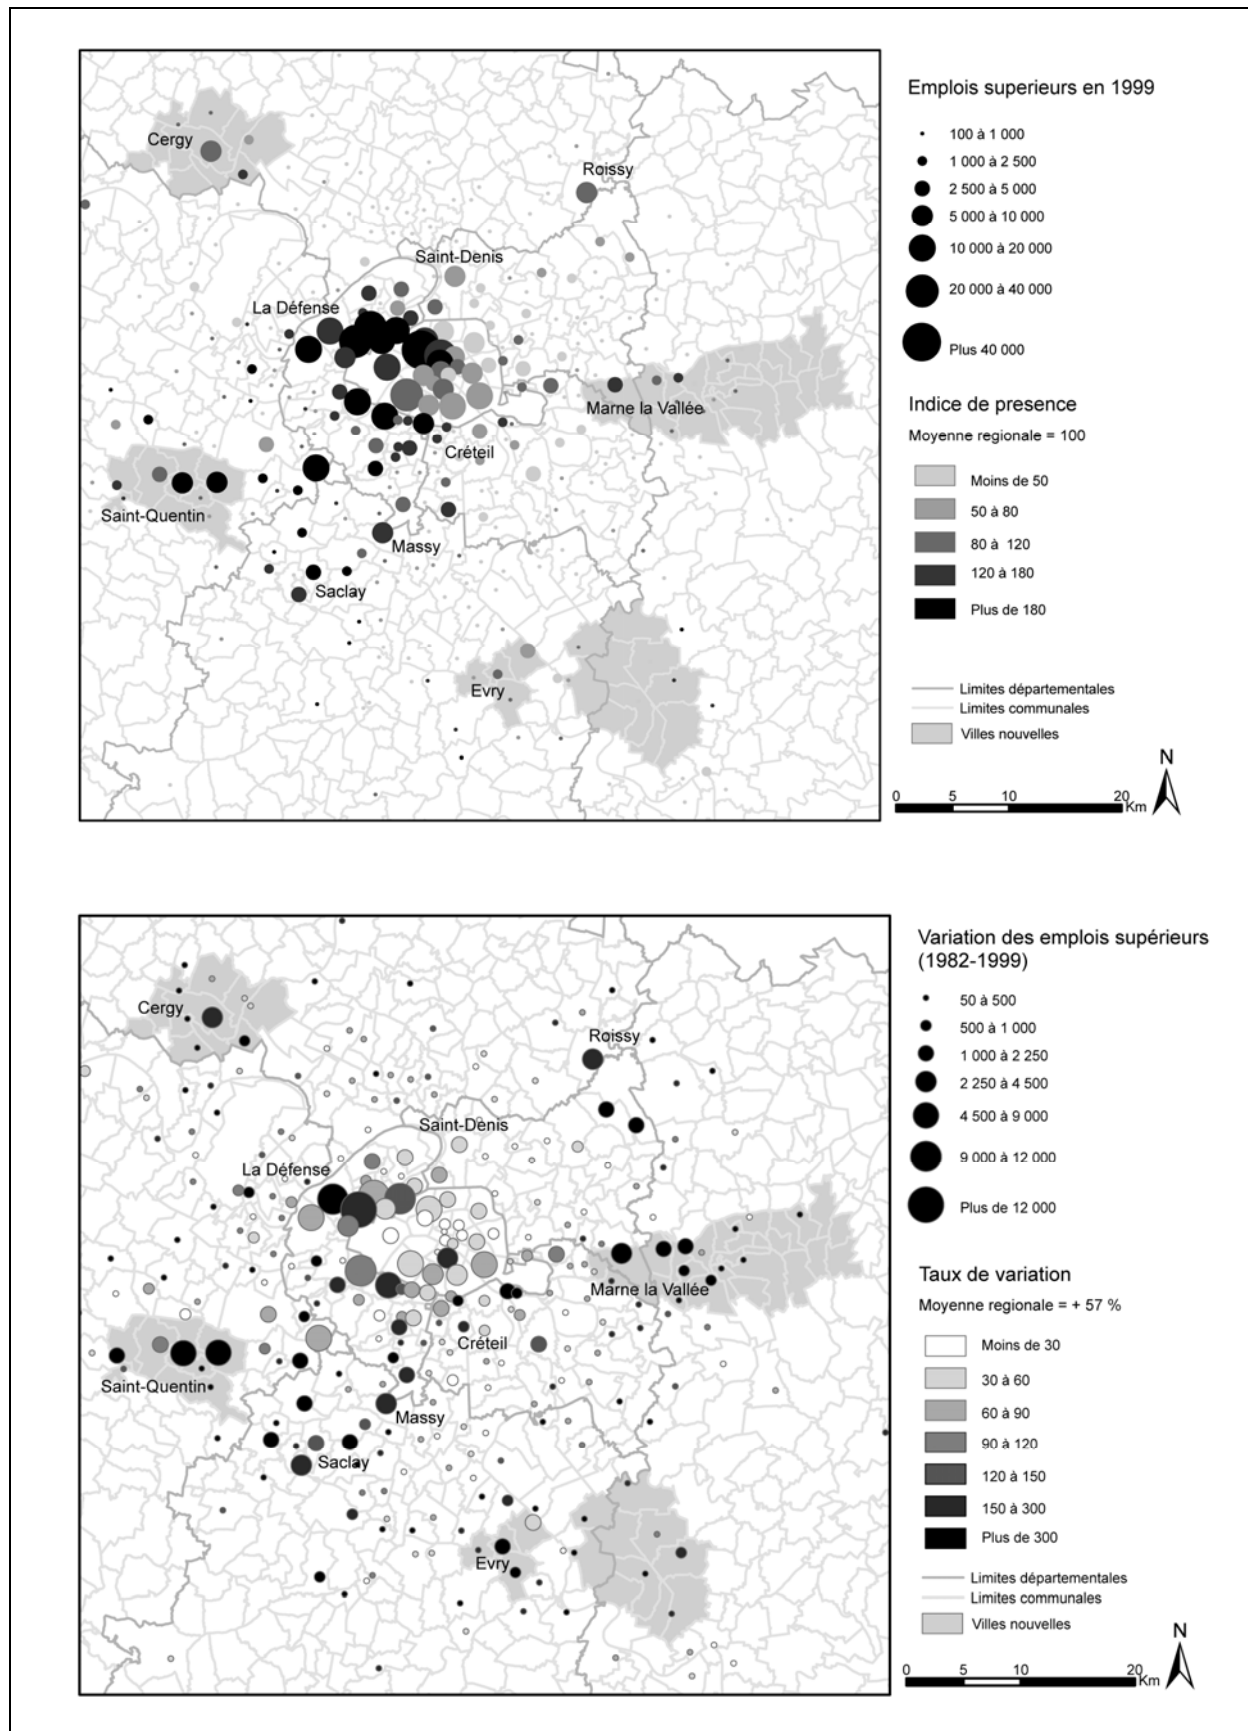 Emplois superieurs en 1999
100 à 1 000
1 000 à 2 500
2 500 à 5 000
5 000 à 10 000
10 000 à 20 000
20 000 à 40 000
Plus 40 000
Indice de presence
Moyenne regionale = 100
Moins de 50
50 à 80
80 à 120
120 à 180
Plus de 180
Limites départementales
Limites communales
Villes nouvelles
N
0 5 10 20
Km
Cergy
Roissy
Saint-Denis
La Défense
Marne la Vallée
Créteil
Saint-Quentin
Massy
Saclay
Evry
Variation des emplois supérieurs
(1982-1999)
50 à 500
500 à 1 000
1 000 à 2 250
2 250 à 4 500
4 500 à 9 000
9 000 à 12 000
Plus de 12 000
Taux de variation
Moyenne regionale = + 57 %
Moins de 30
30 à 60
60 à 90
90 à 120
120 à 150
150 à 300
Plus de 300
Limites départementales
Limites communales
Villes nouvelles
N
0 5 10 20
Km
Cergy
Roissy
Saint-Denis
La Défense
Marne la Vallée
Créteil
Saint-Quentin
Massy
Saclay
Evry